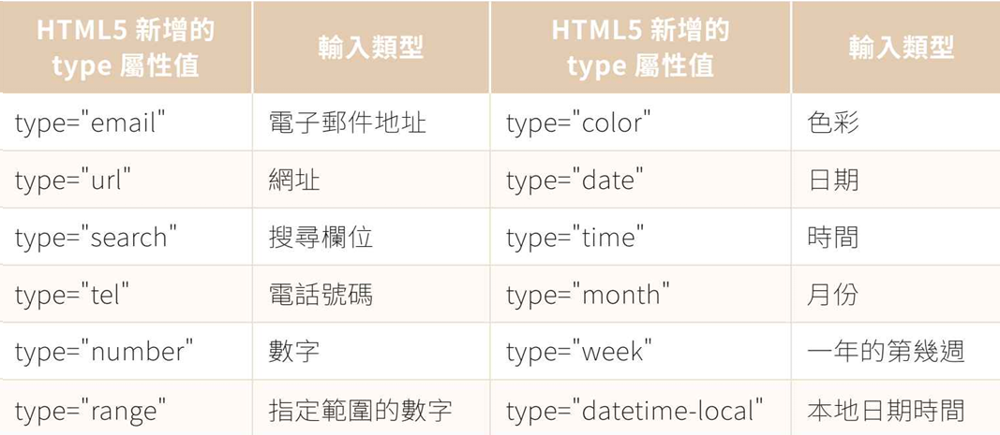 HTML5 新增的
type 屬性值
輸入類型
HTML5 新增的
type 屬性值
輸入類型
type="email" 電子郵件地址 type="color" 色彩
type="url" 網址 type="date" 日期
type="search" 搜尋欄位 type="time" 時間
type="tel" 電話號碼 type="month" 月份
type="number" 數字 type="week" 一年的第幾週
type="range" 指定範圍的數字 type="datetime-local" 本地日期時間